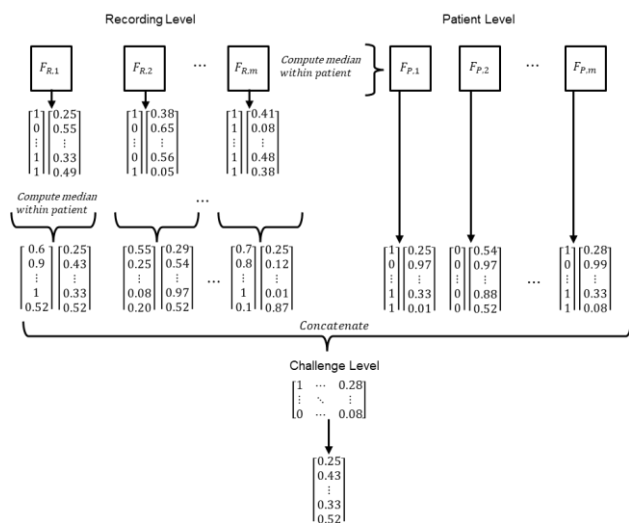 Recording Level
Patient Level
F_{R.1} F_{R.2} ... F_{R.m}
Compute median
within patient
F_{P.1} F_{P.2} ... F_{P.m}
1 0.25 1 0.38 1 0.41
0 0.55 0 0.65 1 0.08
⋮ ⋮ ⋮ ⋮ ⋮ ⋮
1 0.33 0 0.56 1 0.48
1 0.49 1 0.05 1 0.38
Compute median
within patient
...
0.6 0.25 0.55 0.29 0.7 0.25 1 0.25 0 0.54 1 0.28
0.9 0.43 0.25 0.54 0.8 0.12 0 0.97 0 0.97 0 0.99
⋮ ⋮ ⋮ ⋮ ... ⋮ ⋮ ⋮ ⋮ ⋮ ⋮ ... ⋮ ⋮
1 0.33 0.08 0.97 1 0.01 1 0.33 0 0.88 1 0.33
0.52 0.52 0.20 0.52 0.1 0.87 1 0.01 0 0.52 1 0.08
Concatenate
Challenge Level
1 ⋯ 0.28
⋮ ⋱ ⋮
0 ⋯ 0.08
0.25
0.43
⋮
0.33
0.52